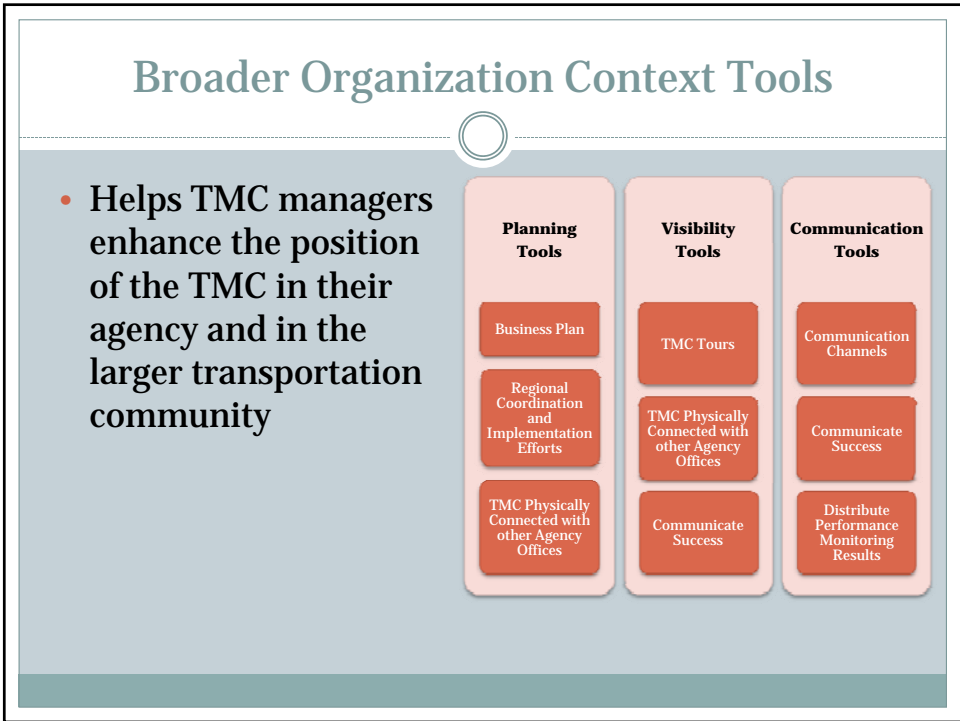 Broader Organization Context Tools
• Helps TMC managers
enhance the position
of the TMC in their
agency and in the
larger transportation
community
Planning
Tools
Business Plan
Regional
Coordination
and
Implementation
Efforts
TMC Physically
Connected with
other Agency
Offices
Visibility
Tools
TMC Tours
TMC Physically
Connected with
other Agency
Offices
Communicate
Success
Communication
Tools
Communication
Channels
Communicate
Success
Distribute
Performance
Monitoring
Results